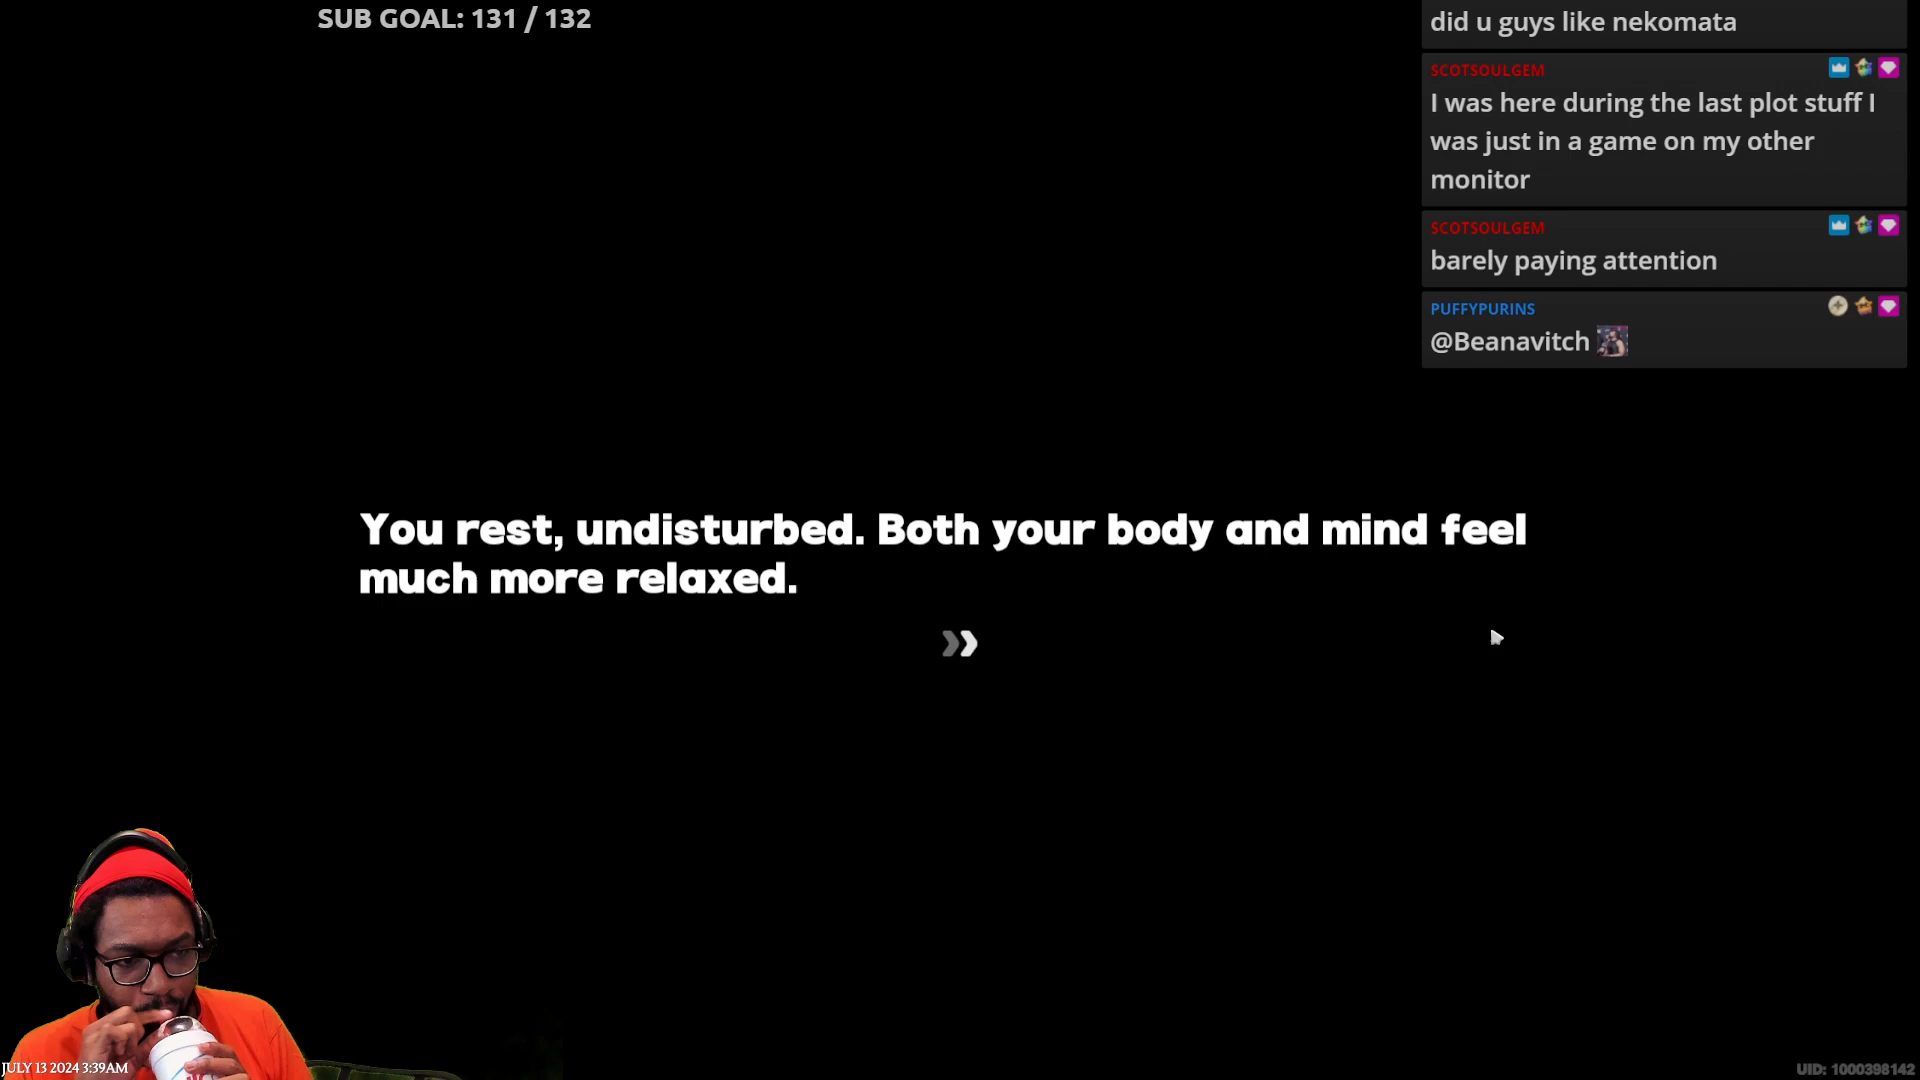 SUB GOAL: 131 / 132
did u guys like nekomata
SCOTSOULGEM
I was here during the last plot stuff I
was just in a game on my other
monitor
SCOTSOULGEM
barely paying attention
PUFFYPURINS
@Beanavitch
You rest, undisturbed. Both your body and mind feel
much more relaxed.
JULY 13 2024 3:39AM
UID: 1000398142